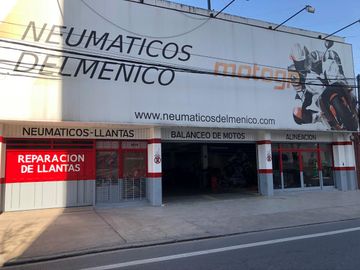 NEUMATICOS
DELMENICO
motogp
www.neumaticosdelmenico.com
NEUMATICOS-LLANTAS
BALANCEO DE MOTOS
ALINEACION
REPARACION
DE LLANTAS